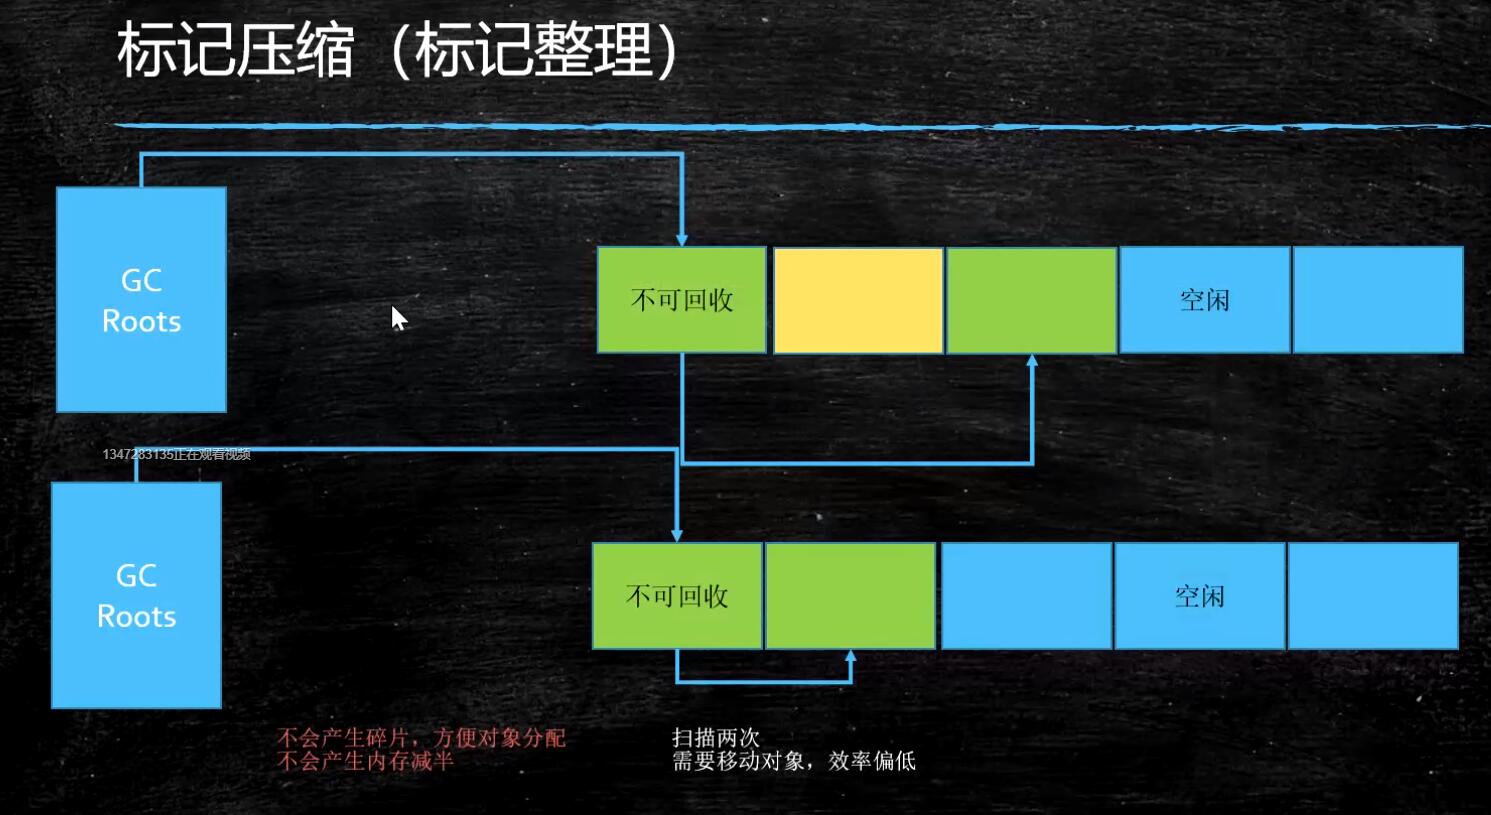 标记压缩（标记整理）
GC
Roots
不可回收
空闲
1347283135正在观看视频
GC
Roots
不可回收
空闲
不会产生碎片，方便对象分配
不会产生内存减半
扫描两次
需要移动对象，效率偏低